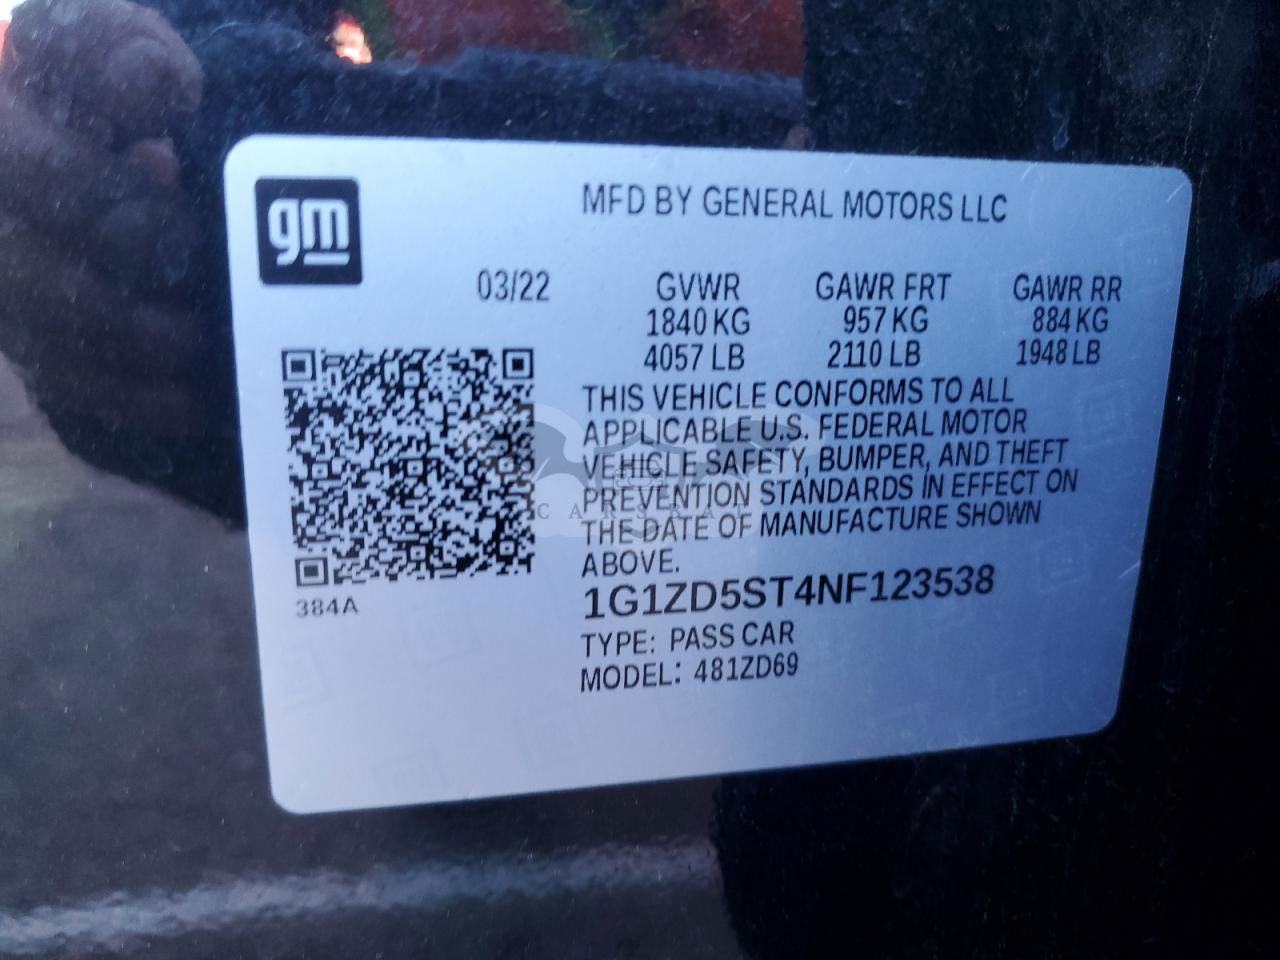 gm
MFD BY GENERAL MOTORS LLC
03/22 GVWR GAWR FRT GAWR RR
1840 KG 957 KG 884 KG
4057 LB 2110 LB 1948 LB
THIS VEHICLE CONFORMS TO ALL
APPLICABLE U.S. FEDERAL MOTOR
VEHICLE SAFETY, BUMPER, AND THEFT
PREVENTION STANDARDS IN EFFECT ON
THE DATE OF MANUFACTURE SHOWN
ABOVE.
384A
1G1ZD5ST4NF123538
TYPE: PASS CAR
MODEL: 481ZD69